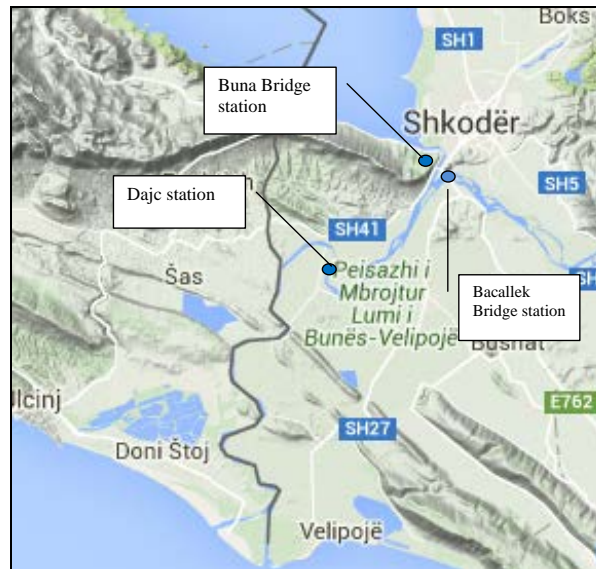 Boks
SH1
Buna Bridge
station
Shkodër
Dajc station
SH5
SH41
Šas
Peisazhi i
Mbrojtur
Lumi i
Bunës-Velipojë
Bacallek
Bridge station
E762
Ulcinj
SH27
Doni Štoj
Velipojë